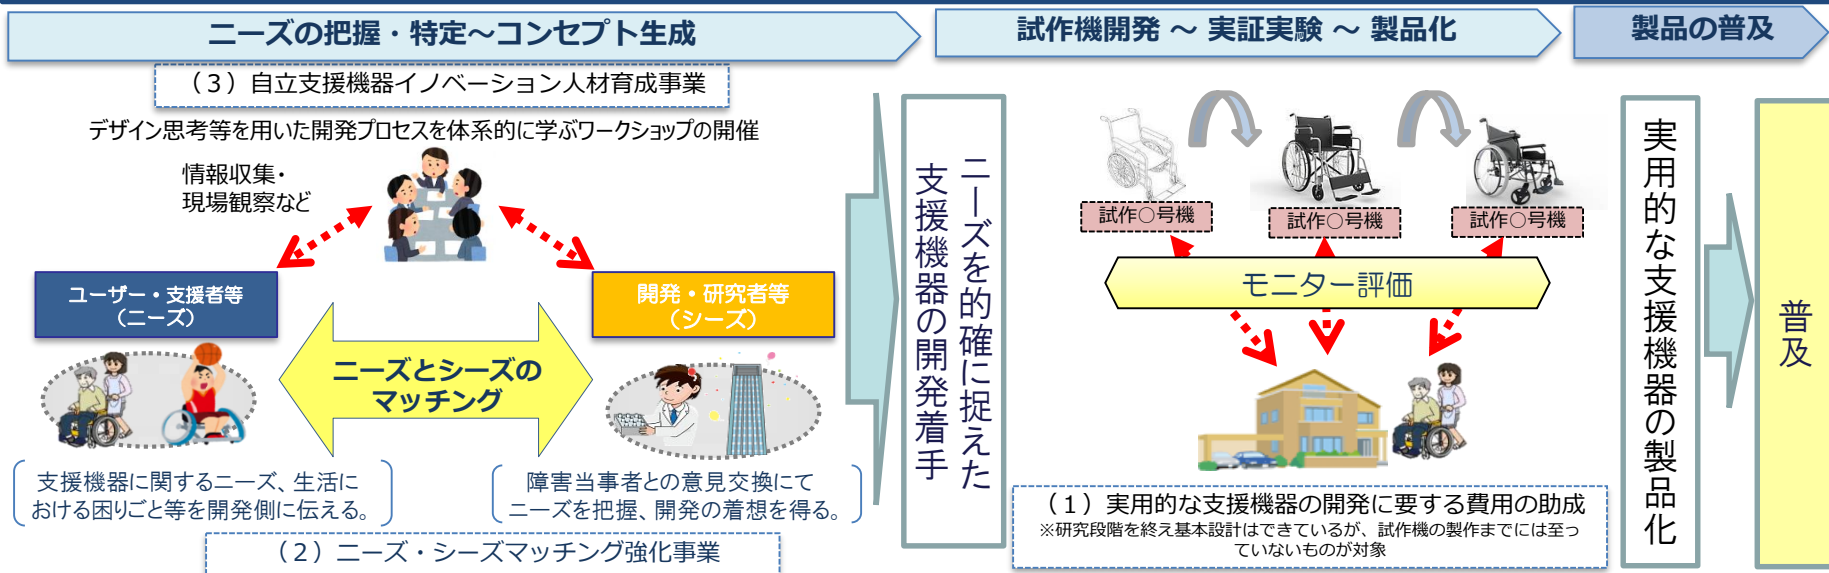 ニーズの把握・特定～コンセプト生成
試作機開発 ～ 実証実験 ～ 製品化
製品の普及
（３）自立支援機器イノベーション人材育成事業
デザイン思考等を用いた開発プロセスを体系的に学ぶワークショップの開催
情報収集・
現場観察など
ユーザー・支援者等
（ニーズ）
開発・研究者等
（シーズ）
ニーズとシーズの
マッチング
支援機器に関するニーズ、生活に
おける困りごと等を開発側に伝える。
障害当事者との意見交換にて
ニーズを把握、開発の着想を得る。
（２）ニーズ・シーズマッチング強化事業
ニーズを的確に捉えた
支援機器の開発着手
試作○号機
試作○号機
試作○号機
モニター評価
（１）実用的な支援機器の開発に要する費用の助成
※研究段階を終え基本設計はできているが、試作機の製作までには至っ
ていないものが対象
実用的な支援機器の製品化
普及